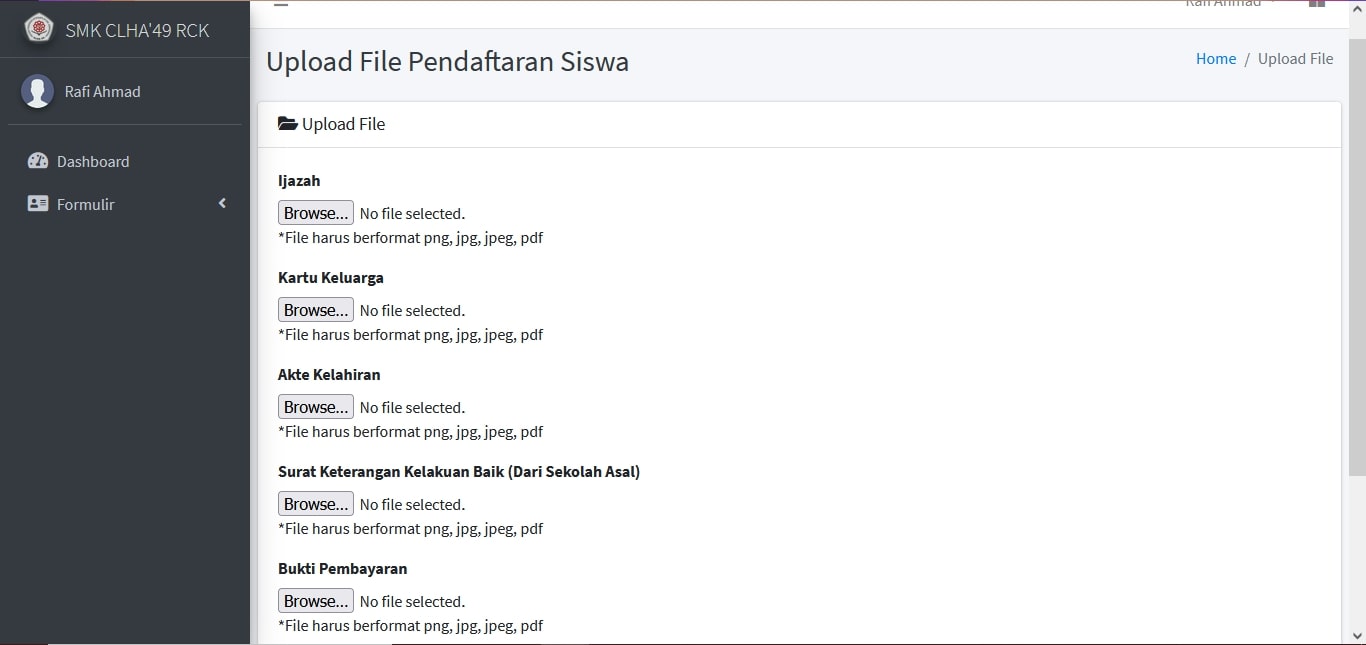 SMK CLHA'49 RCK
Rafi Ahmad
Dashboard
Formulir
Rafi Ahmad
Upload File Pendaftaran Siswa
Home / Upload File
Upload File
Ijazah
Browse... No file selected.
*File harus berformat png, jpg, jpeg, pdf
Kartu Keluarga
Browse... No file selected.
*File harus berformat png, jpg, jpeg, pdf
Akte Kelahiran
Browse... No file selected.
*File harus berformat png, jpg, jpeg, pdf
Surat Keterangan Kelakuan Baik (Dari Sekolah Asal)
Browse... No file selected.
*File harus berformat png, jpg, jpeg, pdf
Bukti Pembayaran
Browse... No file selected.
*File harus berformat png, jpg, jpeg, pdf